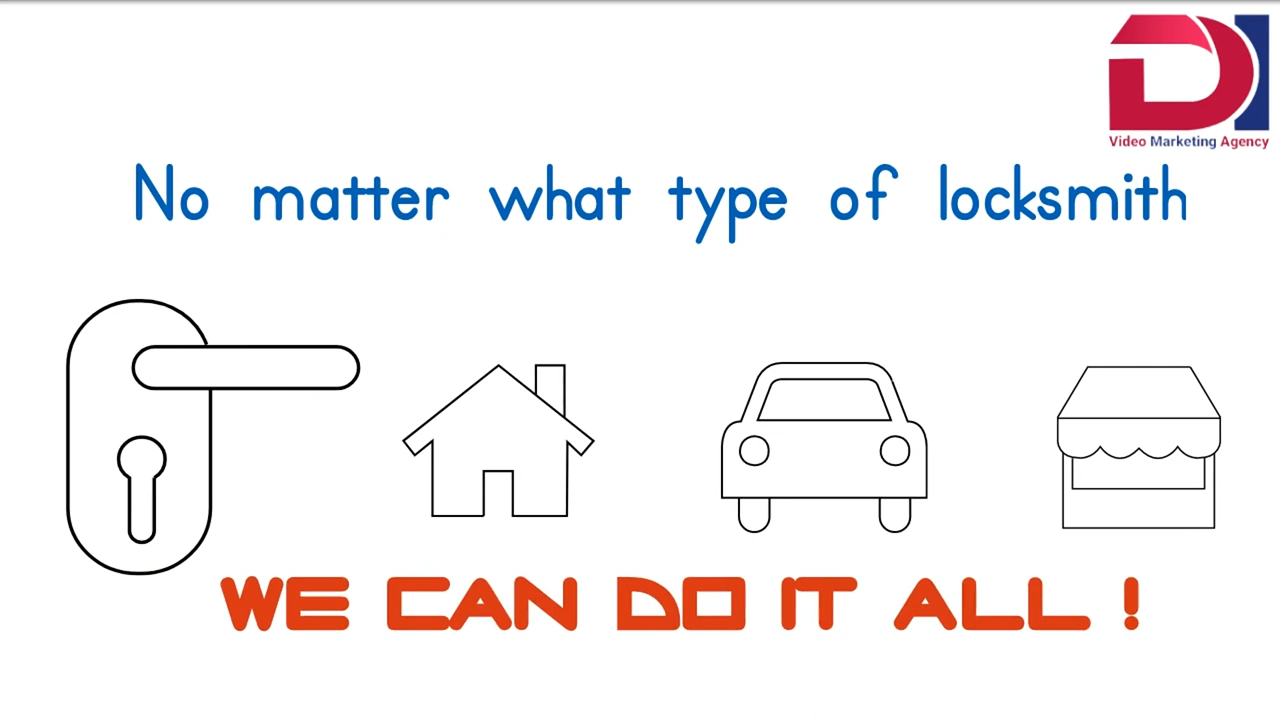 Video Marketing Agency
No matter what type of locksmith
WE CAN DO IT ALL !